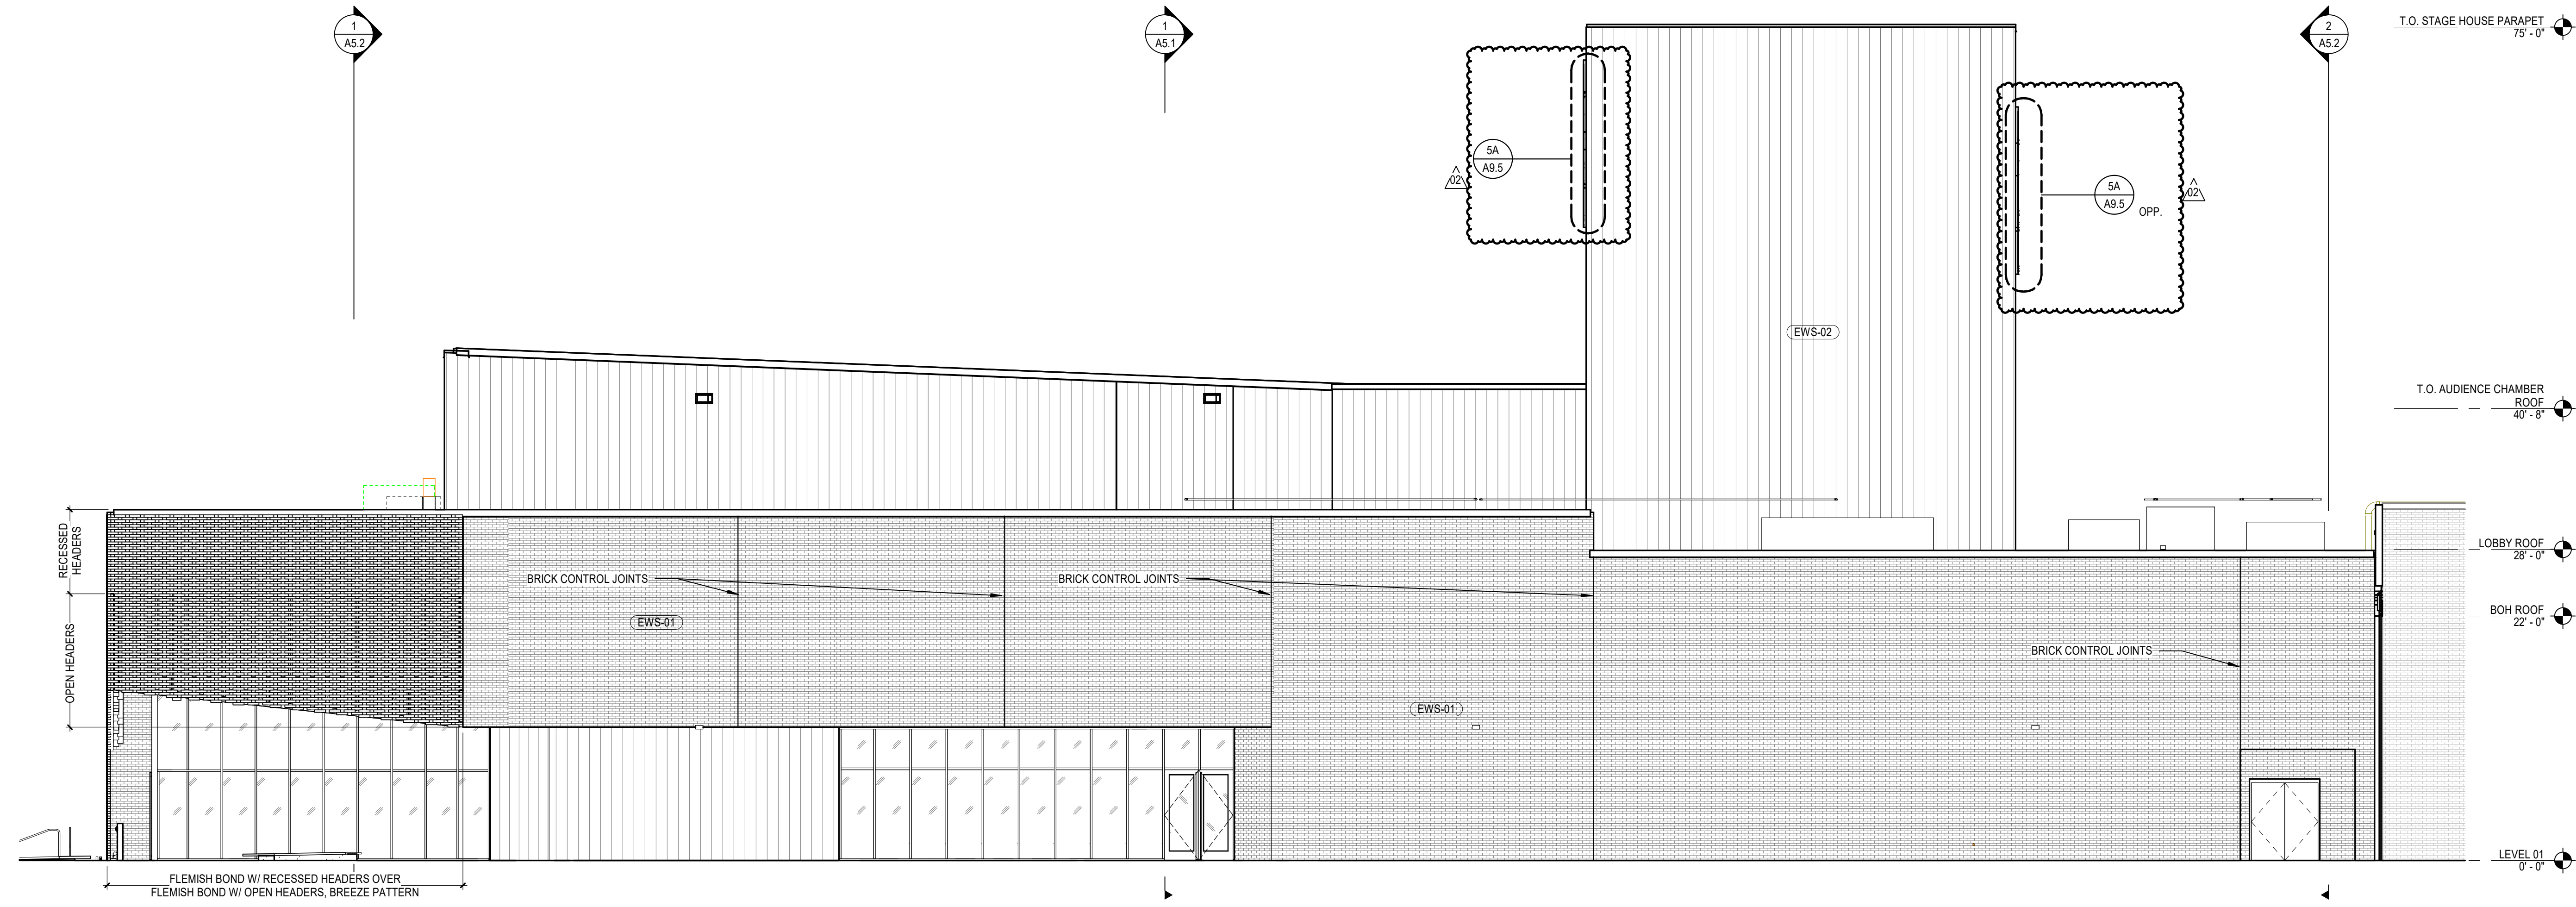 1
A5.2
1
A5.1
2
A5.2
T.O. STAGE HOUSE PARAPET
75' - 0"
5A
A9.5
02
5A
A9.5
OPP.
02
EWS-02
T.O. AUDIENCE CHAMBER
ROOF
40' - 8"
RECESSED
HEADERS
LOBBY ROOF
28' - 0"
BRICK CONTROL JOINTS
BRICK CONTROL JOINTS
BOH ROOF
22' - 0"
EWS-01
OPEN HEADERS
BRICK CONTROL JOINTS
EWS-01
LEVEL 01
0' - 0"
FLEMISH BOND W/ RECESSED HEADERS OVER
FLEMISH BOND W/ OPEN HEADERS, BREEZE PATTERN